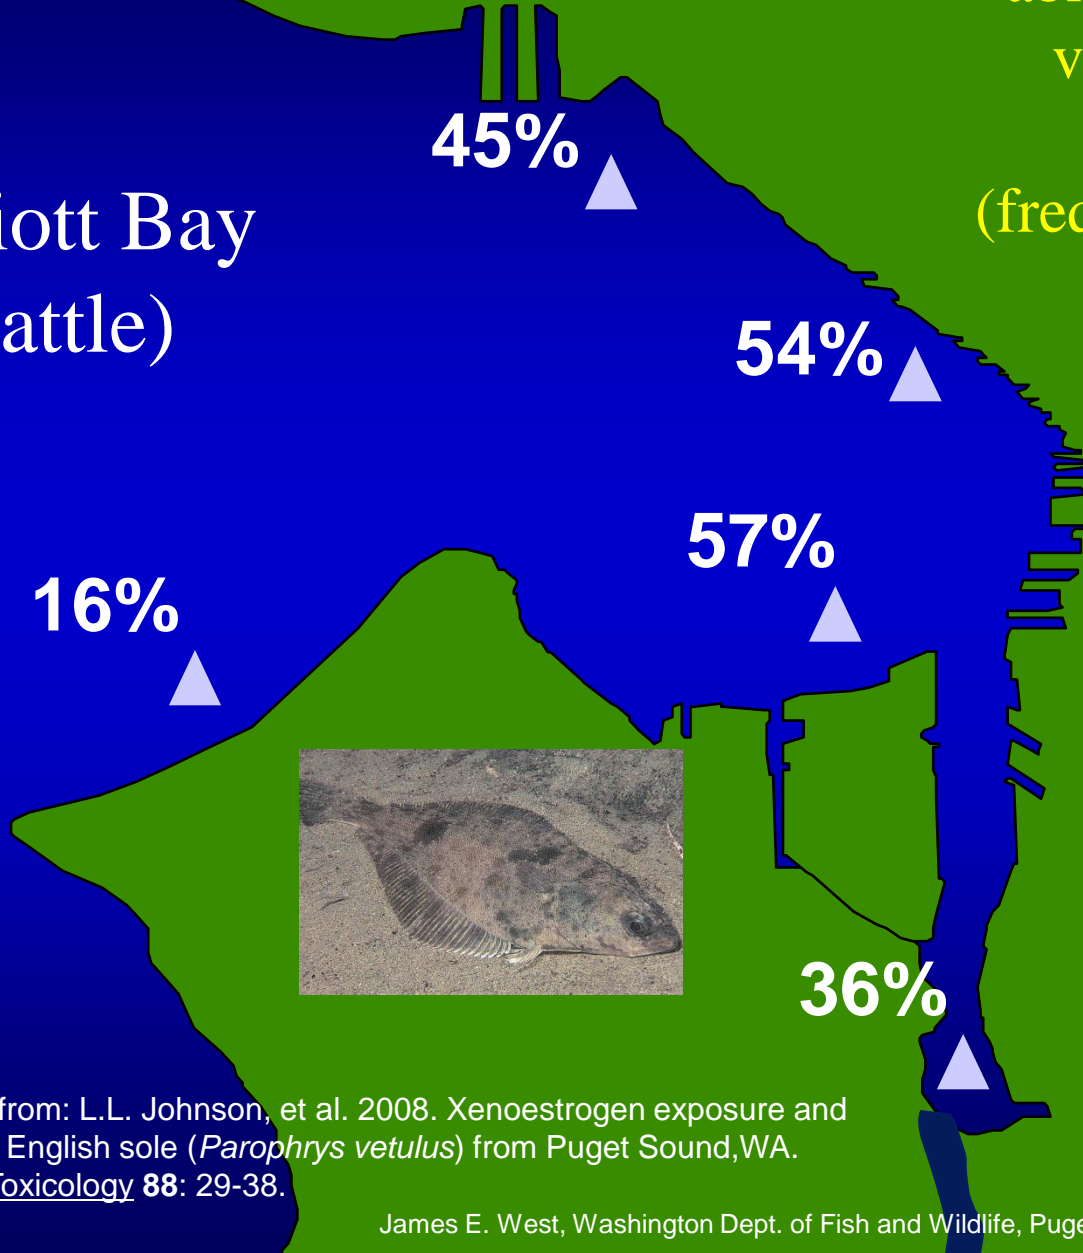 v
(freq
45%
iott Bay
attle)
54%
57%
16%
36%
from: L.L. Johnson, et al. 2008. Xenoestrogen exposure and
English sole (Parophrys vetulus) from Puget Sound,WA.
Toxicology 88: 29-38.
James E. West, Washington Dept. of Fish and Wildlife, Puge